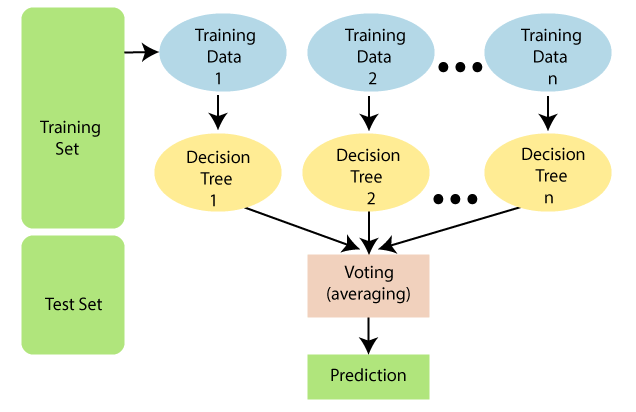 Training
Set
Training
Data
1
Training
Data
2
Training
Data
n
Decision
Tree
1
Decision
Tree
2
Decision
Tree
n
Test Set
Voting
(averaging)
Prediction